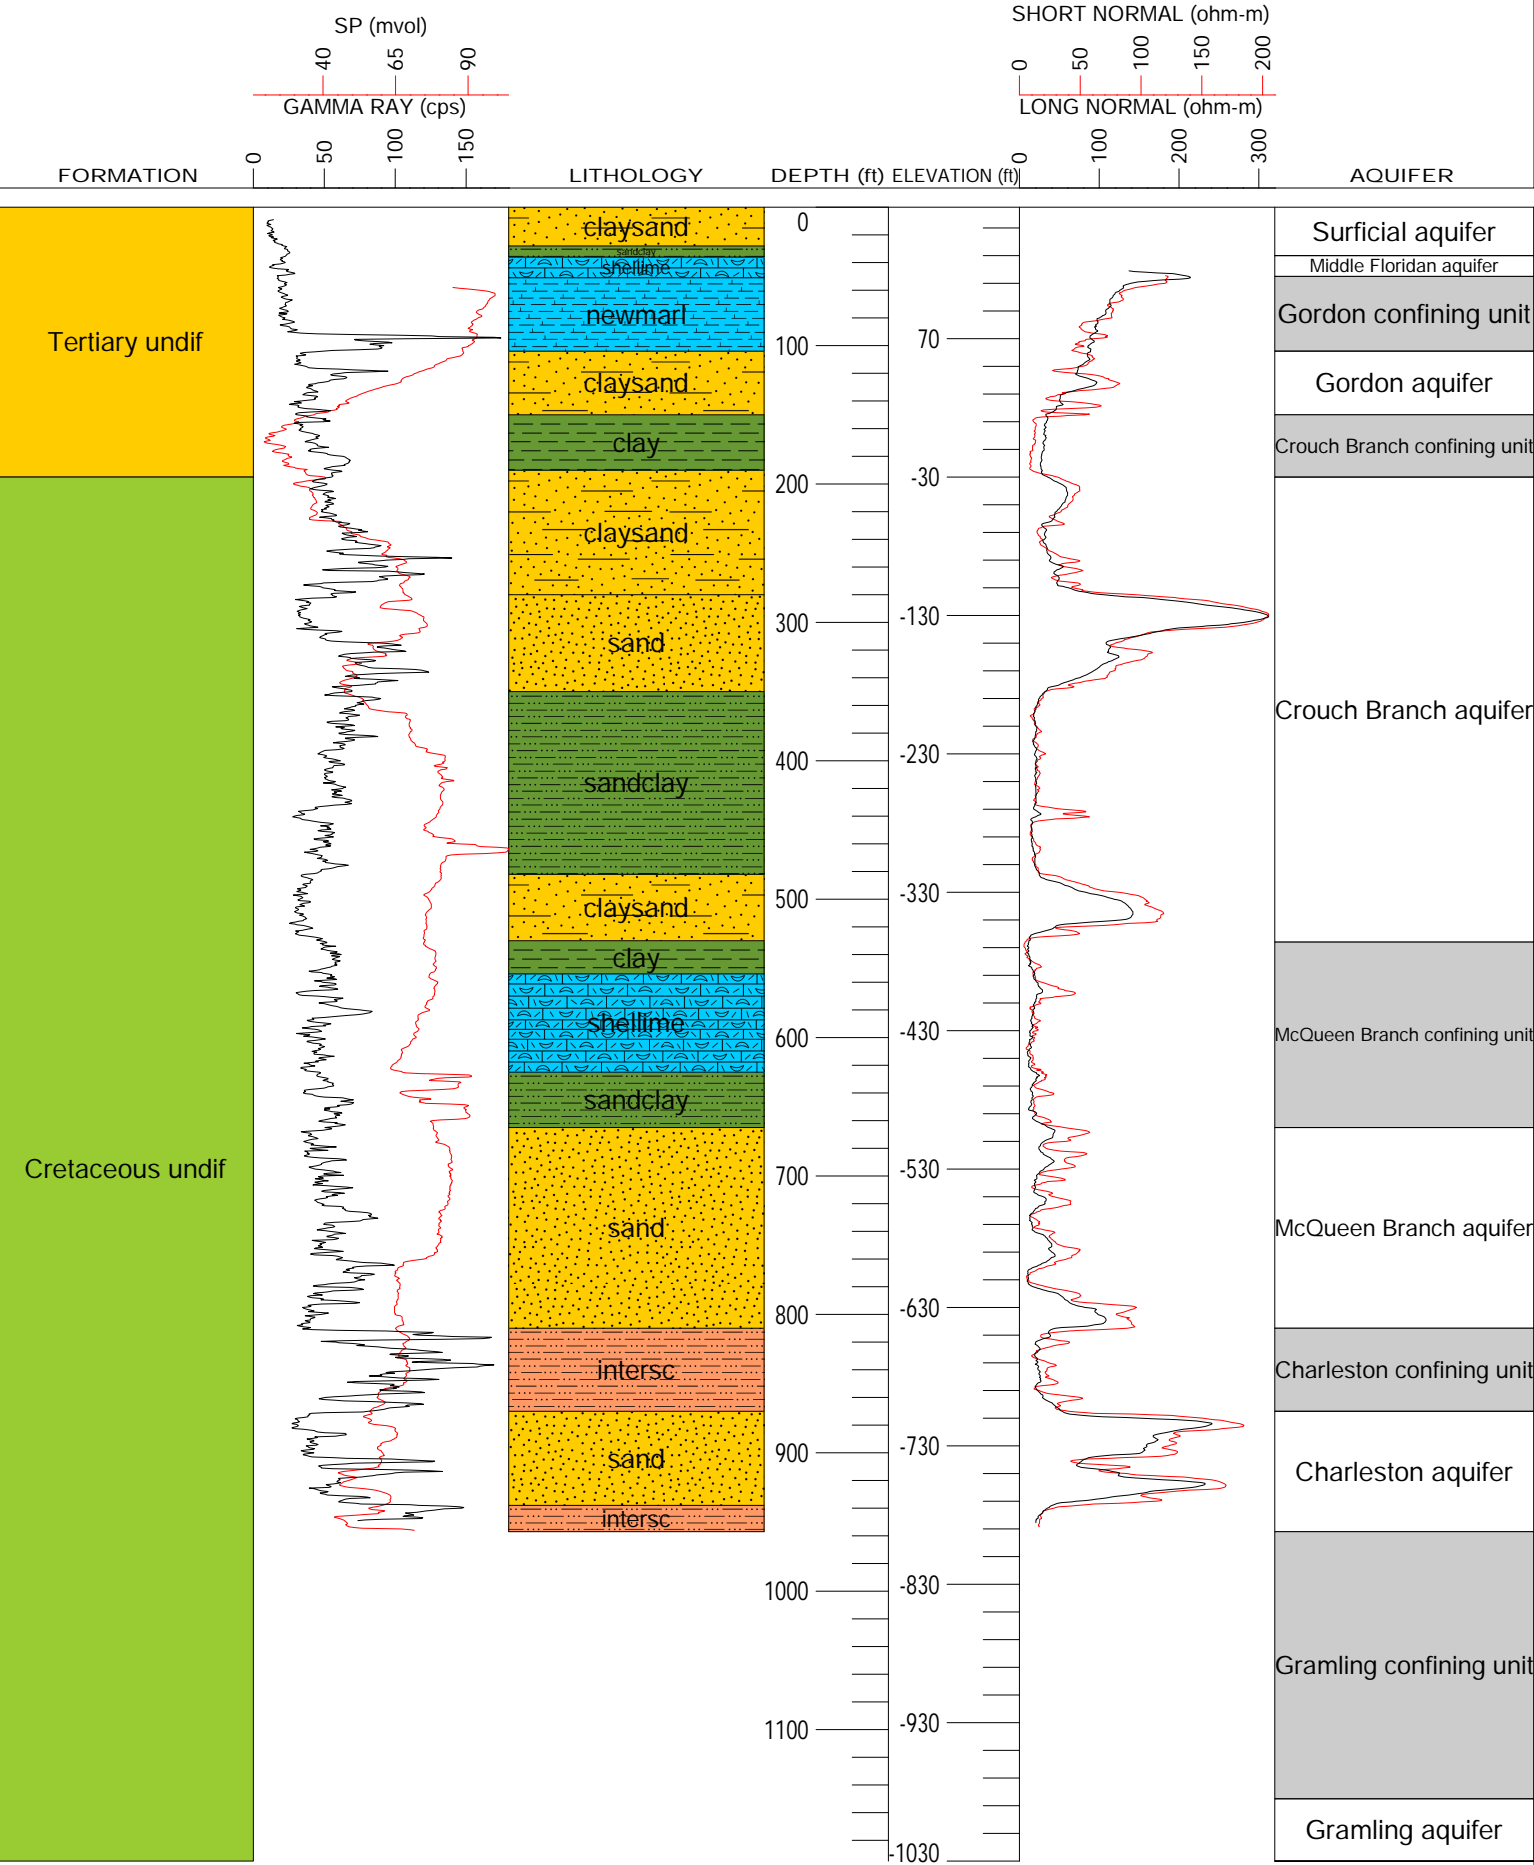 SHORT NORMAL (ohm-m)
SP (mvol)
40 65 90
0 50 100 150 200
GAMMA RAY (cps)
LONG NORMAL (ohm-m)
0 50 100 150
0 100 200 300
FORMATION LITHOLOGY DEPTH (ft) ELEVATION (ft) AQUIFER
0
claysand
Surficial aquifer
sandclay
shellime
Middle Floridan aquifer
newmarl
Gordon confining unit
Tertiary undif
70
100
claysand
Gordon aquifer
clay
Crouch Branch confining unit
-30
200
claysand
-130
300
sand
Crouch Branch aquifer
-230
400
sandclay
-330
500
claysand
clay
shellime
-430
McQueen Branch confining unit
600
sandclay
Cretaceous undif
-530
700
sand
McQueen Branch aquifer
-630
800
intersc
Charleston confining unit
-730
900
sand
Charleston aquifer
intersc
-830
1000
Gramling confining unit
-930
1100
Gramling aquifer
-1030